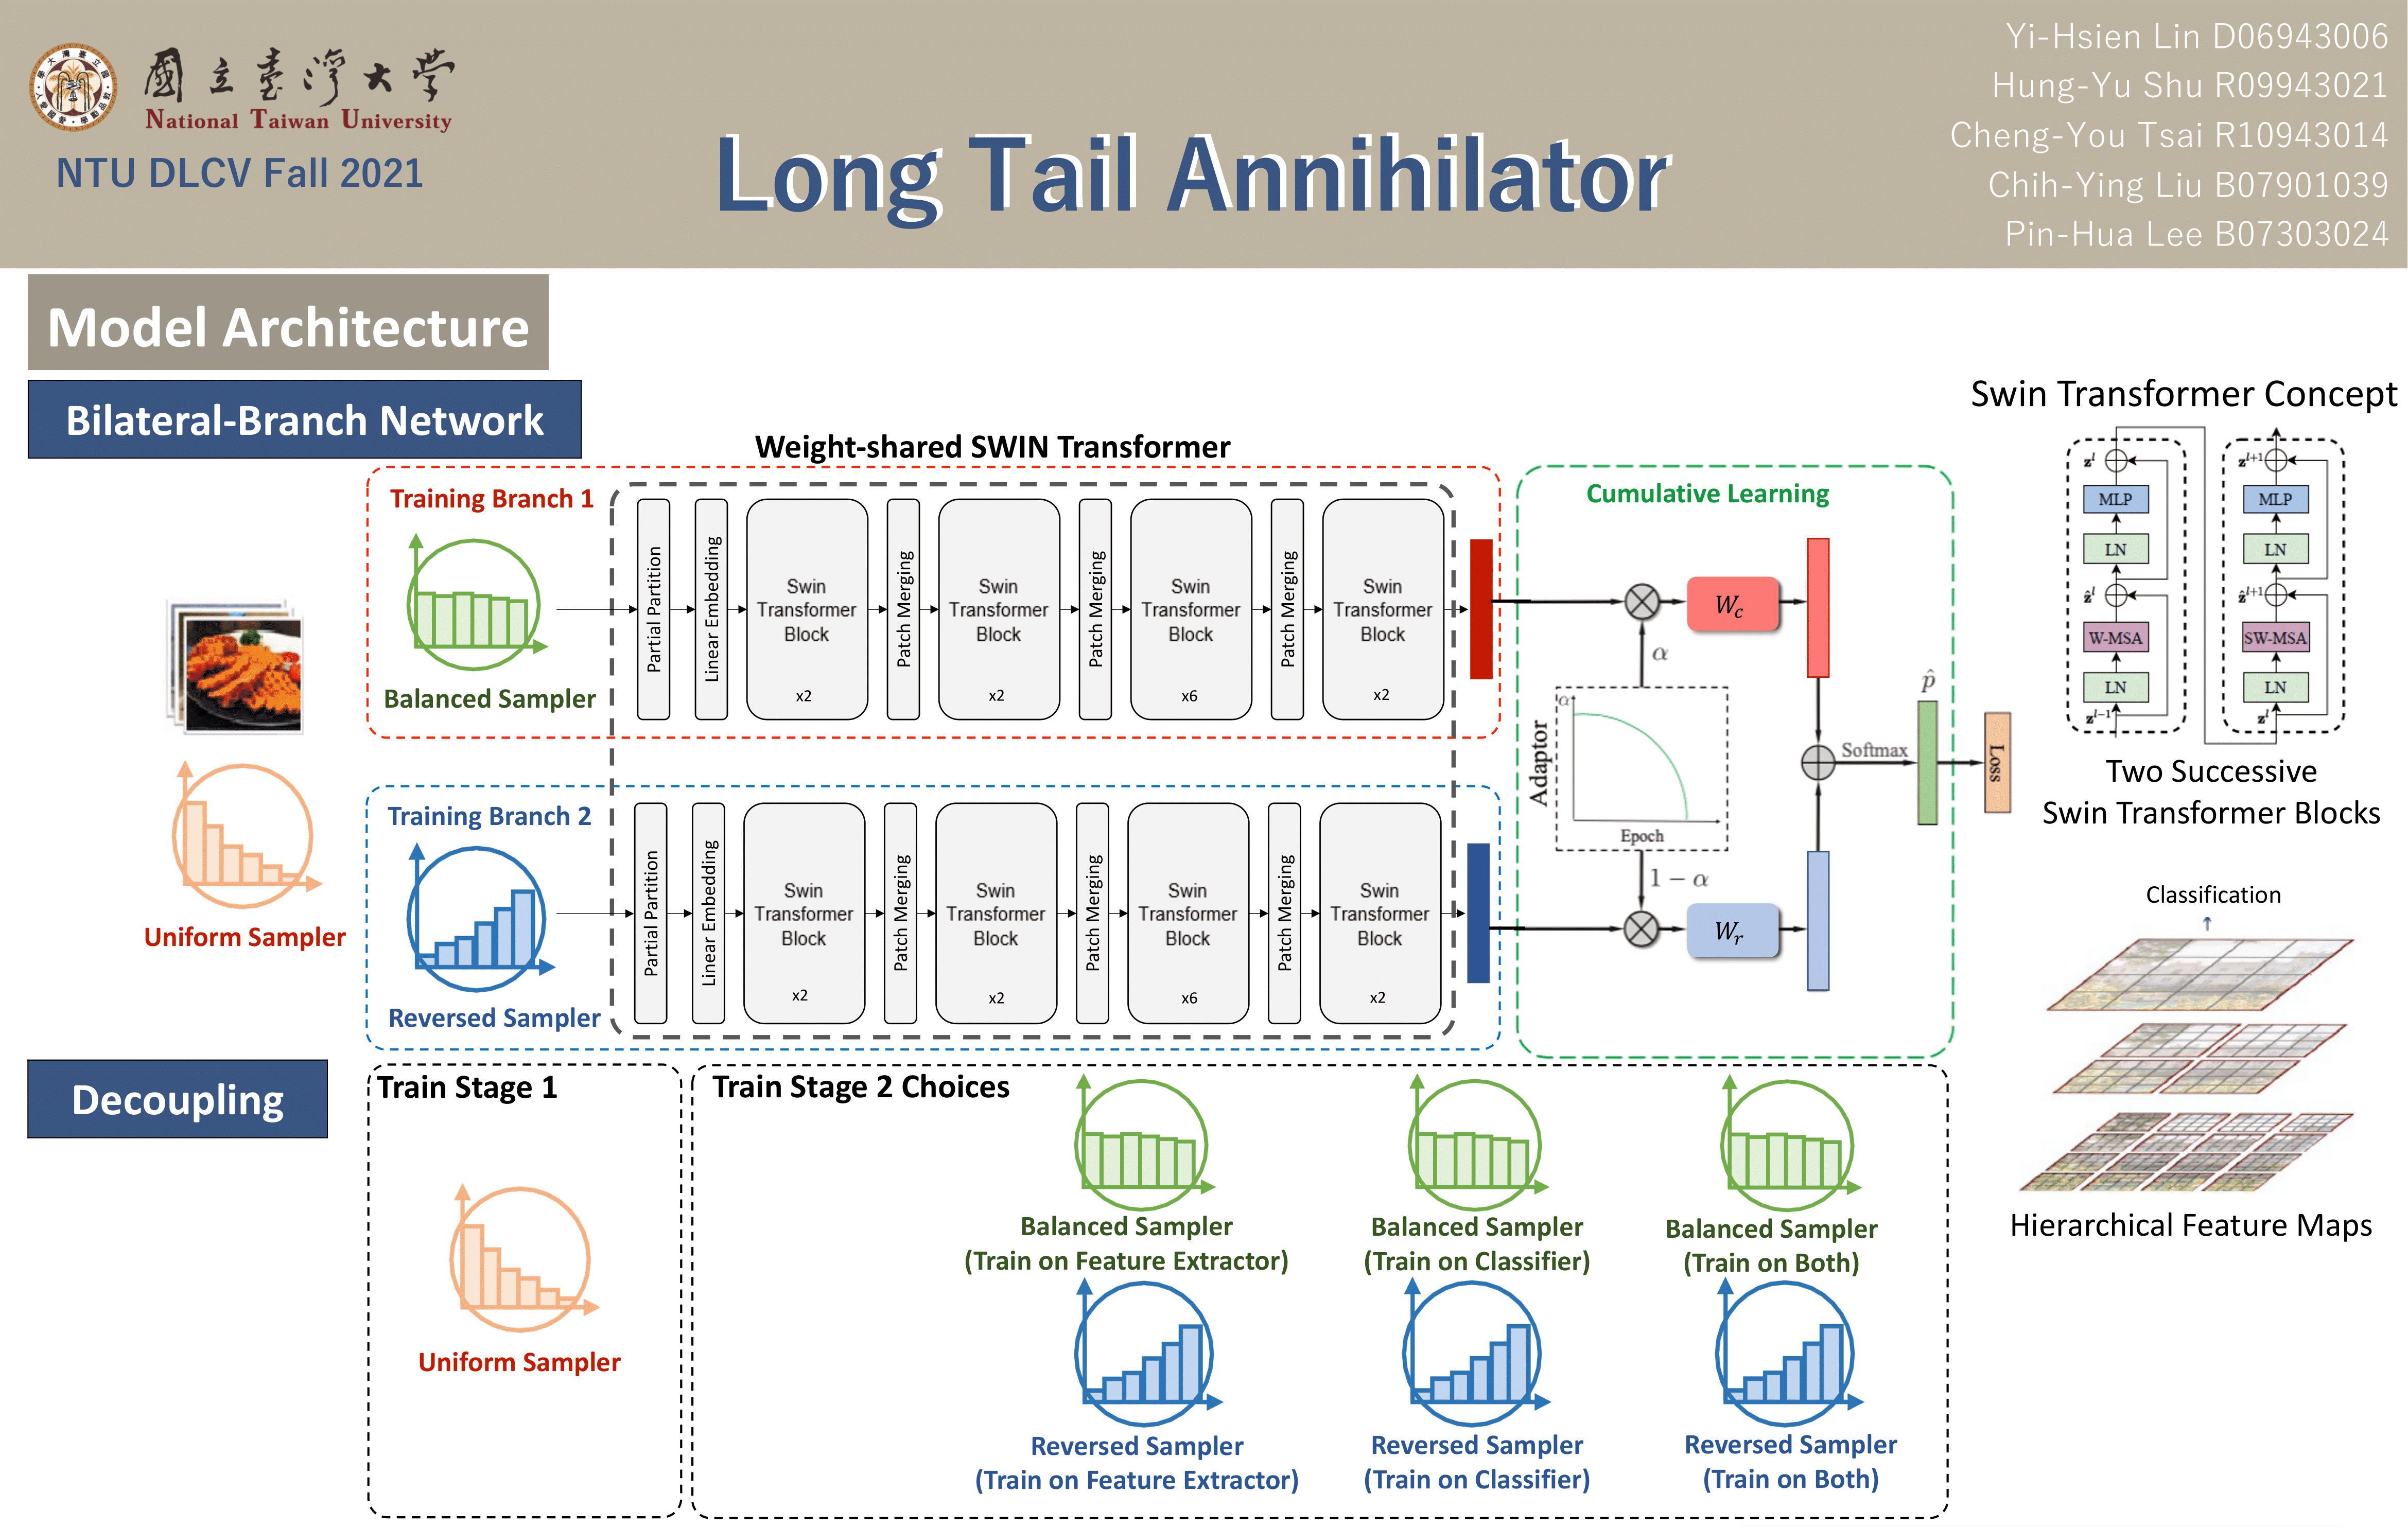 國立臺灣大學
National Taiwan University
NTU DLCV Fall 2021
Long Tail Annihilator
Yi-Hsien Lin D06943006
Hung-Yu Shu R09943021
Cheng-You Tsai R10943014
Chih-Ying Liu B07901039
Pin-Hua Lee B07303024
Model Architecture
Bilateral-Branch Network
Weight-shared SWIN Transformer
Training Branch 1
Balanced Sampler
Partial Partition
Linear Embedding
Swin
Transformer
Block
x2
Patch Merging
Swin
Transformer
Block
x2
Patch Merging
Swin
Transformer
Block
x6
Patch Merging
Swin
Transformer
Block
x2
Uniform Sampler
Training Branch 2
Reversed Sampler
Partial Partition
Linear Embedding
Swin
Transformer
Block
x2
Patch Merging
Swin
Transformer
Block
x2
Patch Merging
Swin
Transformer
Block
x6
Patch Merging
Swin
Transformer
Block
x2
Cumulative Learning
W_c
α
Adaptor
α
Epoch
1 − α
W_r
Softmax
p̂
Loss
Swin Transformer Concept
z^l
MLP
LN
ẑ^l
W-MSA
LN
z^{l-1}
z^{l+1}
MLP
LN
ẑ^{l+1}
SW-MSA
LN
z^l
Two Successive
Swin Transformer Blocks
Classification
Hierarchical Feature Maps
Decoupling
Train Stage 1
Uniform Sampler
Train Stage 2 Choices
Balanced Sampler
(Train on Feature Extractor)
Balanced Sampler
(Train on Classifier)
Balanced Sampler
(Train on Both)
Reversed Sampler
(Train on Feature Extractor)
Reversed Sampler
(Train on Classifier)
Reversed Sampler
(Train on Both)